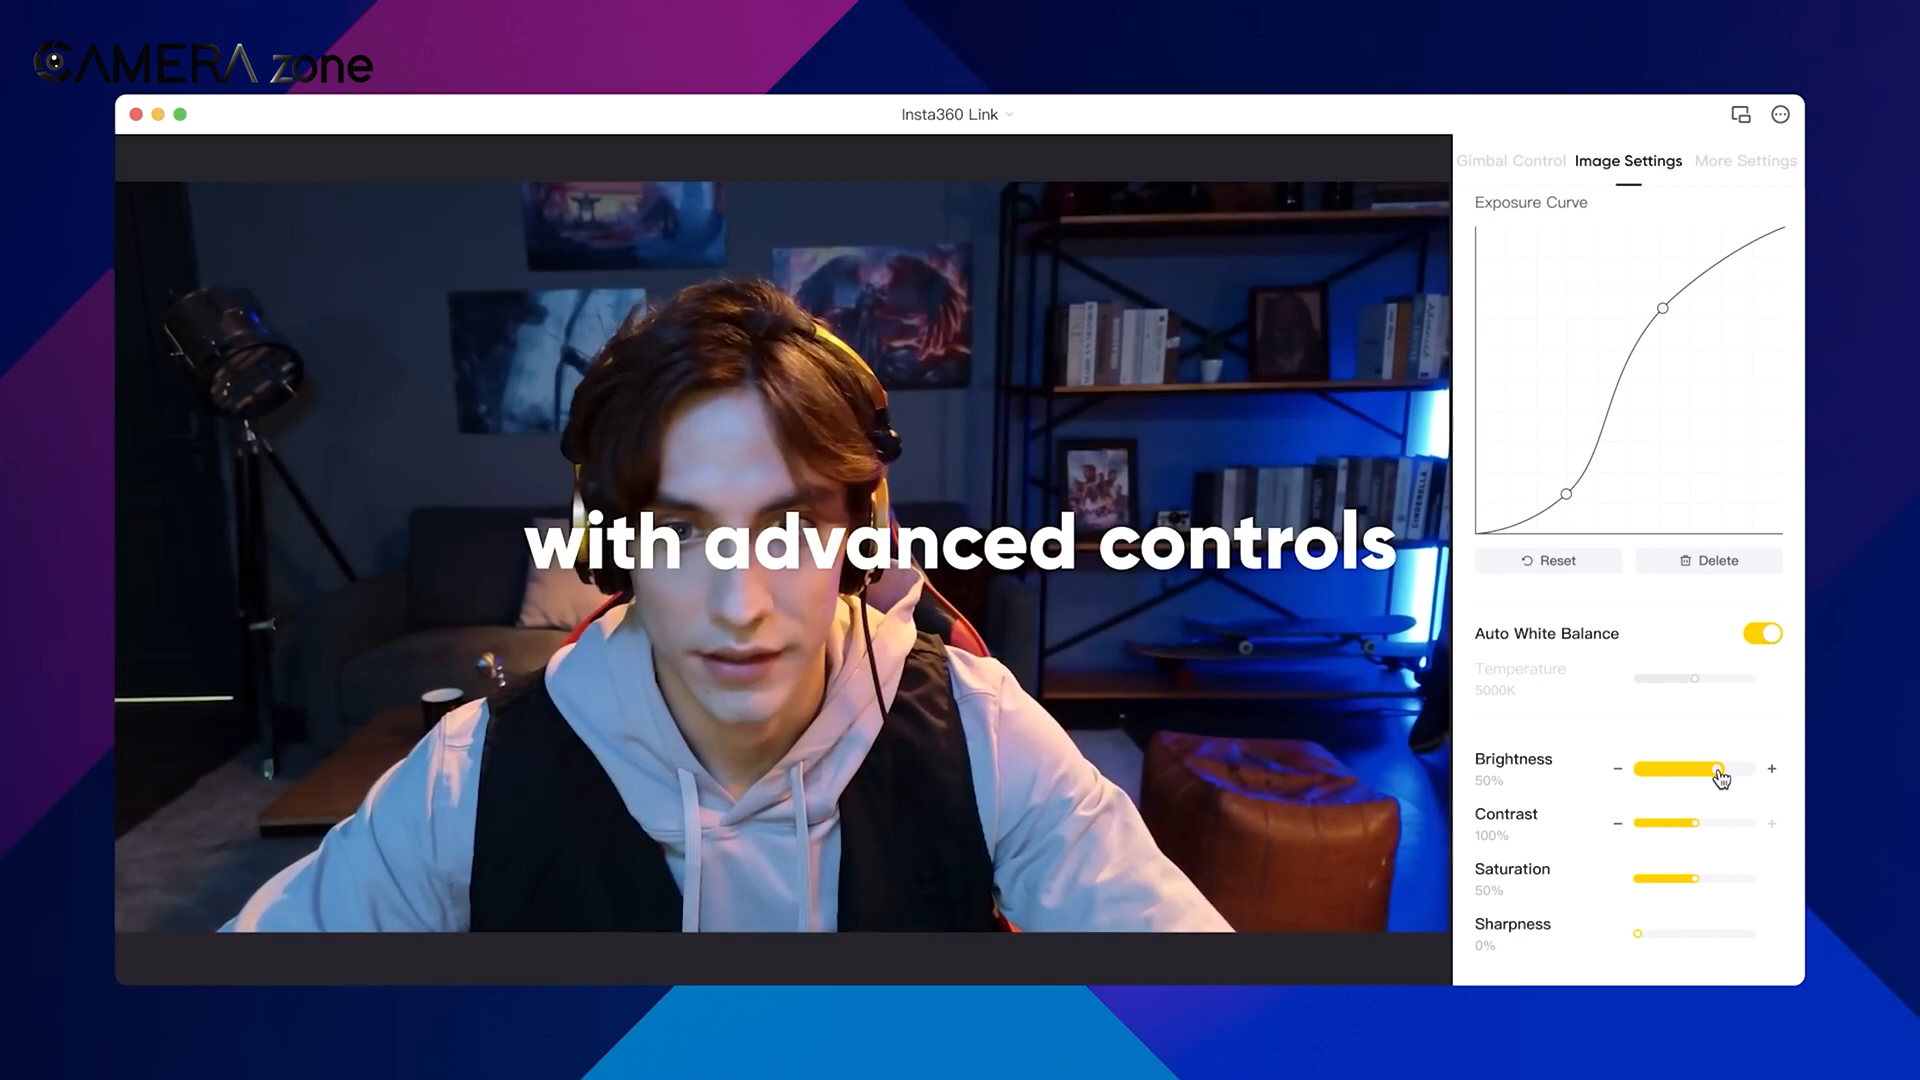 CAMERA zone
Insta360 Link
Gimbal Control Image Settings More Settings
Exposure Curve
Reset Delete
with advanced controls
Auto White Balance
Temperature
5000K
Brightness
50%
Contrast
100%
Saturation
50%
Sharpness
0%
CINDERELLA